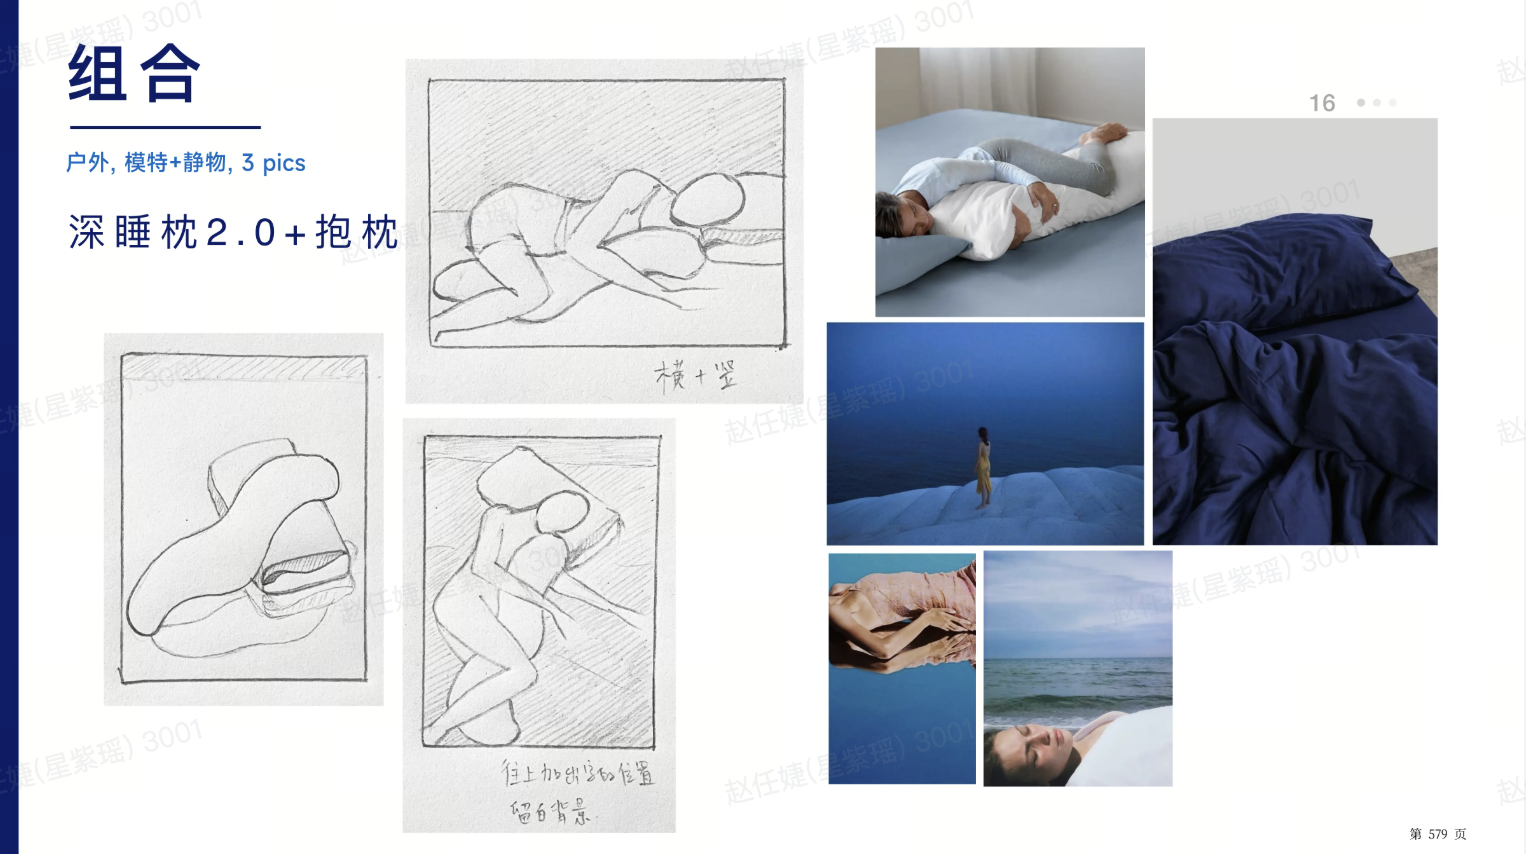 组合
户外, 模特+静物, 3 pics
深睡枕2.0+抱枕
横+竖
往上加出字的位置
留白背景.
16
第 579 页
赵任婕(星紫瑶) 3001